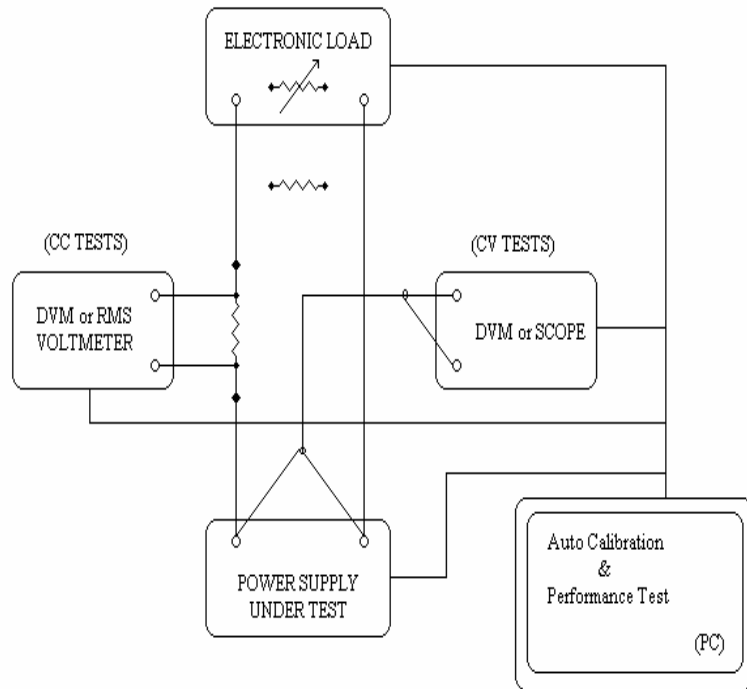 ELECTRONIC LOAD
(CC TESTS)
(CV TESTS)
DVM or RMS
VOLTMETER
DVM or SCOPE
POWER SUPPLY
UNDER TEST
Auto Calibration
&
Performance Test
(PC)